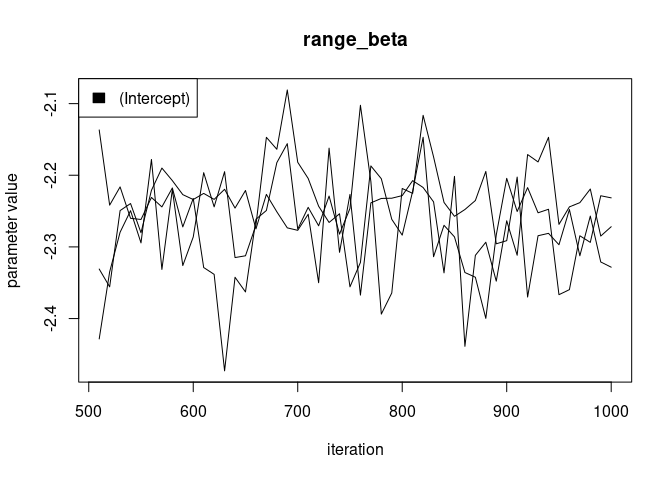 range_beta
(Intercept)
parameter value
-2.1
-2.2
-2.3
-2.4
500 600 700 800 900 1000
iteration